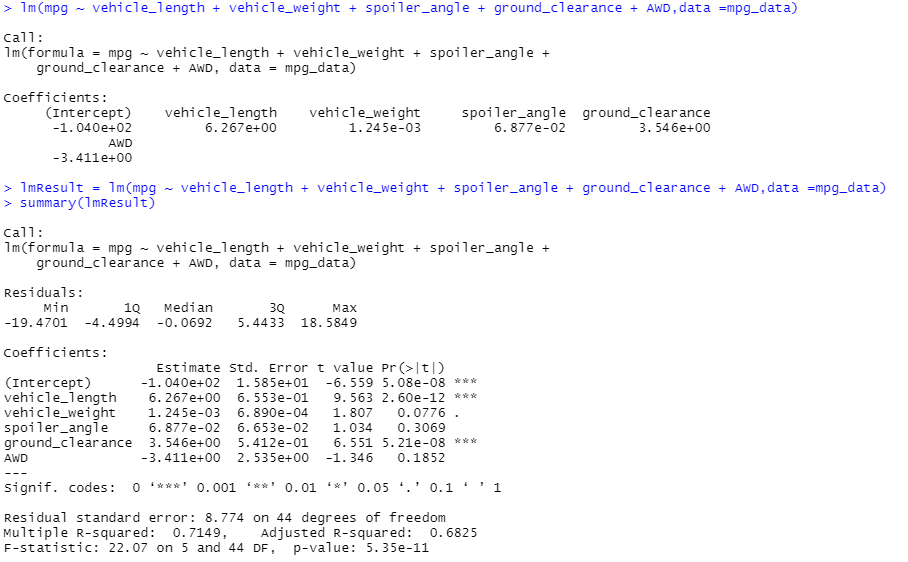 > lm(mpg ~ vehicle_length + vehicle_weight + spoiler_angle + ground_clearance + AWD,data =mpg_data)
Call:
lm(formula = mpg ~ vehicle_length + vehicle_weight + spoiler_angle +
    ground_clearance + AWD, data = mpg_data)
Coefficients:
     (Intercept)    vehicle_length    vehicle_weight     spoiler_angle  ground_clearance
      -1.040e+02         6.267e+00         1.245e-03         6.877e-02         3.546e+00
             AWD
      -3.411e+00
> lmResult = lm(mpg ~ vehicle_length + vehicle_weight + spoiler_angle + ground_clearance + AWD,data =mpg_data)
> summary(lmResult)
Call:
lm(formula = mpg ~ vehicle_length + vehicle_weight + spoiler_angle +
    ground_clearance + AWD, data = mpg_data)
Residuals:
     Min       1Q   Median       3Q      Max
-19.4701  -4.4994  -0.0692   5.4433  18.5849
Coefficients:
                   Estimate Std. Error t value Pr(>|t|)
(Intercept)      -1.040e+02  1.585e+01  -6.559 5.08e-08 ***
vehicle_length    6.267e+00  6.553e-01   9.563 2.60e-12 ***
vehicle_weight    1.245e-03  6.890e-04   1.807   0.0776 .
spoiler_angle     6.877e-02  6.653e-02   1.034   0.3069
ground_clearance  3.546e+00  5.412e-01   6.551 5.21e-08 ***
AWD              -3.411e+00  2.535e+00  -1.346   0.1852
---
Signif. codes:  0 ‘***’ 0.001 ‘**’ 0.01 ‘*’ 0.05 ‘.’ 0.1 ‘ ’ 1
Residual standard error: 8.774 on 44 degrees of freedom
Multiple R-squared:  0.7149,    Adjusted R-squared:  0.6825
F-statistic: 22.07 on 5 and 44 DF,  p-value: 5.35e-11